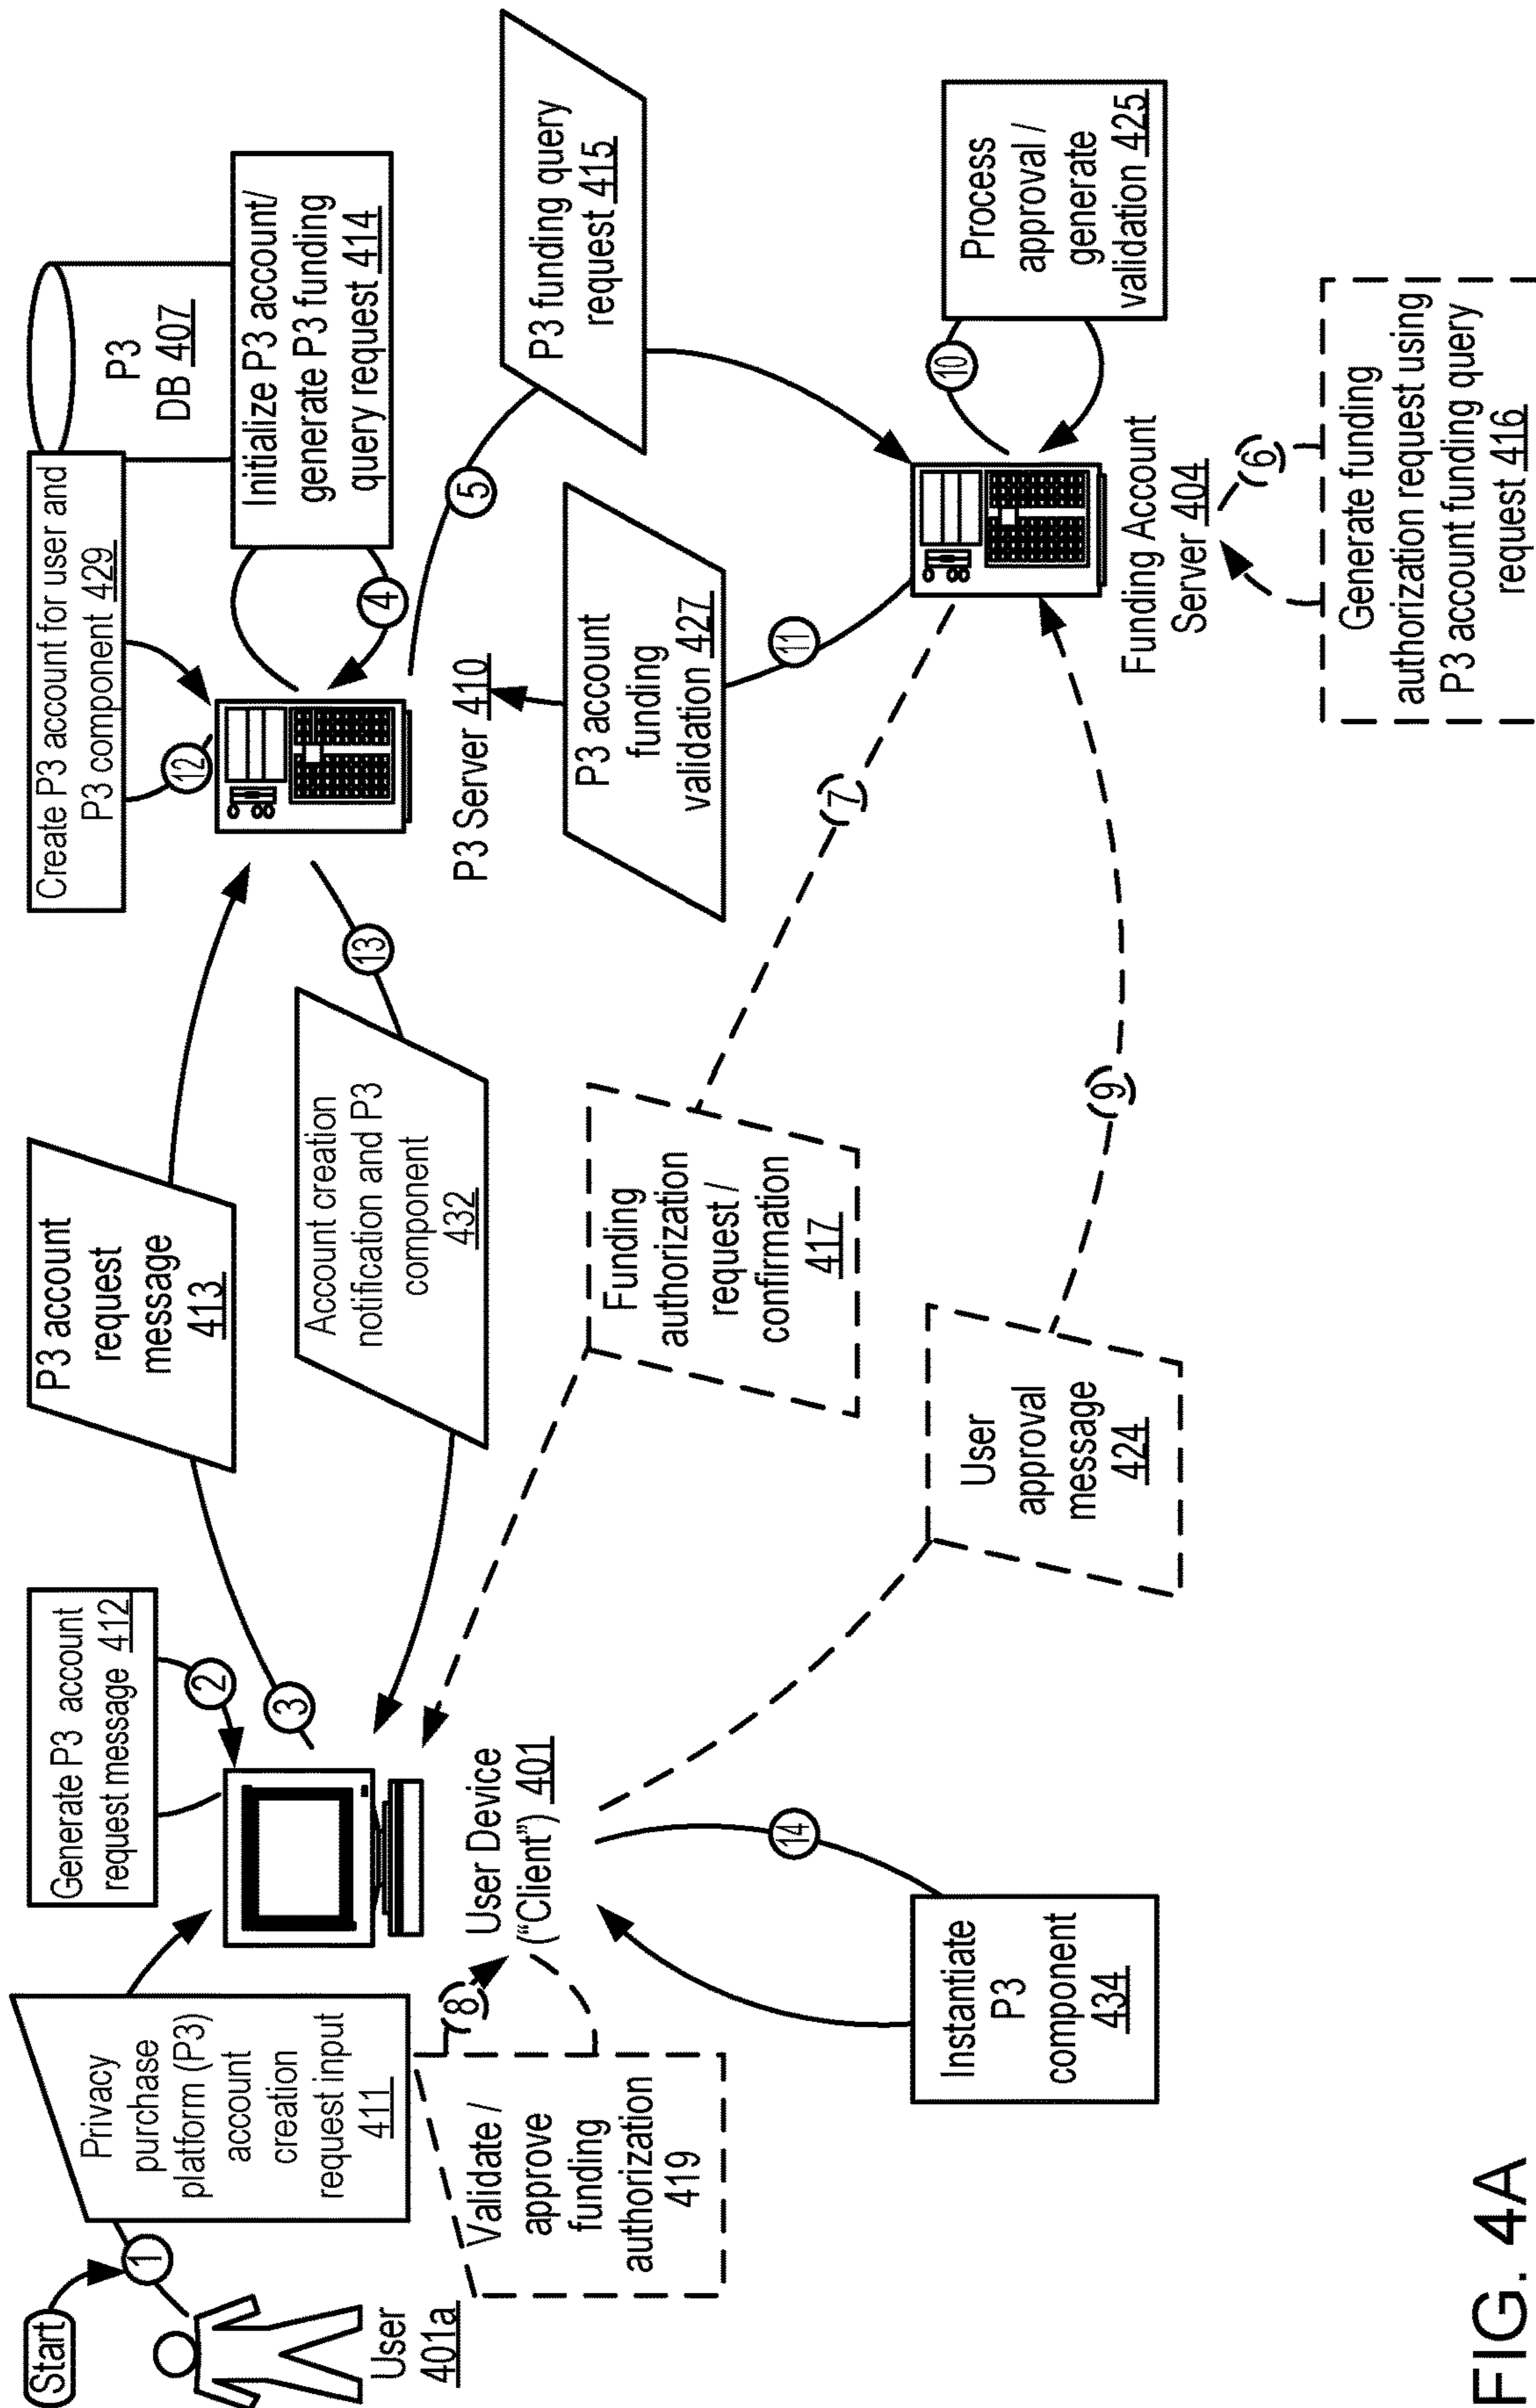 Start
1
User
401a
Privacy
purchase
platform (P3)
account
creation
request input
411
Validate /
approve
funding
authorization
419
8
Generate P3 account
request message 412
2
3
User Device
("Client") 401
14
Instantiate
P3
component
434
P3 account
request
message
413
Account creation
notification and P3
component
432
13
Funding
authorization
request /
confirmation
417
7
User
approval
message
424
9
Create P3 account for user and
P3 component 429
12
P3
DB 407
Initialize P3 account/
generate P3 funding
query request 414
4
P3 Server 410
5
P3 funding query
request 415
P3 account
funding
validation 427
11
Process
approval /
generate
validation 425
10
Funding Account
Server 404
6
Generate funding
authorization request using
P3 account funding query
request 416
FIG. 4A